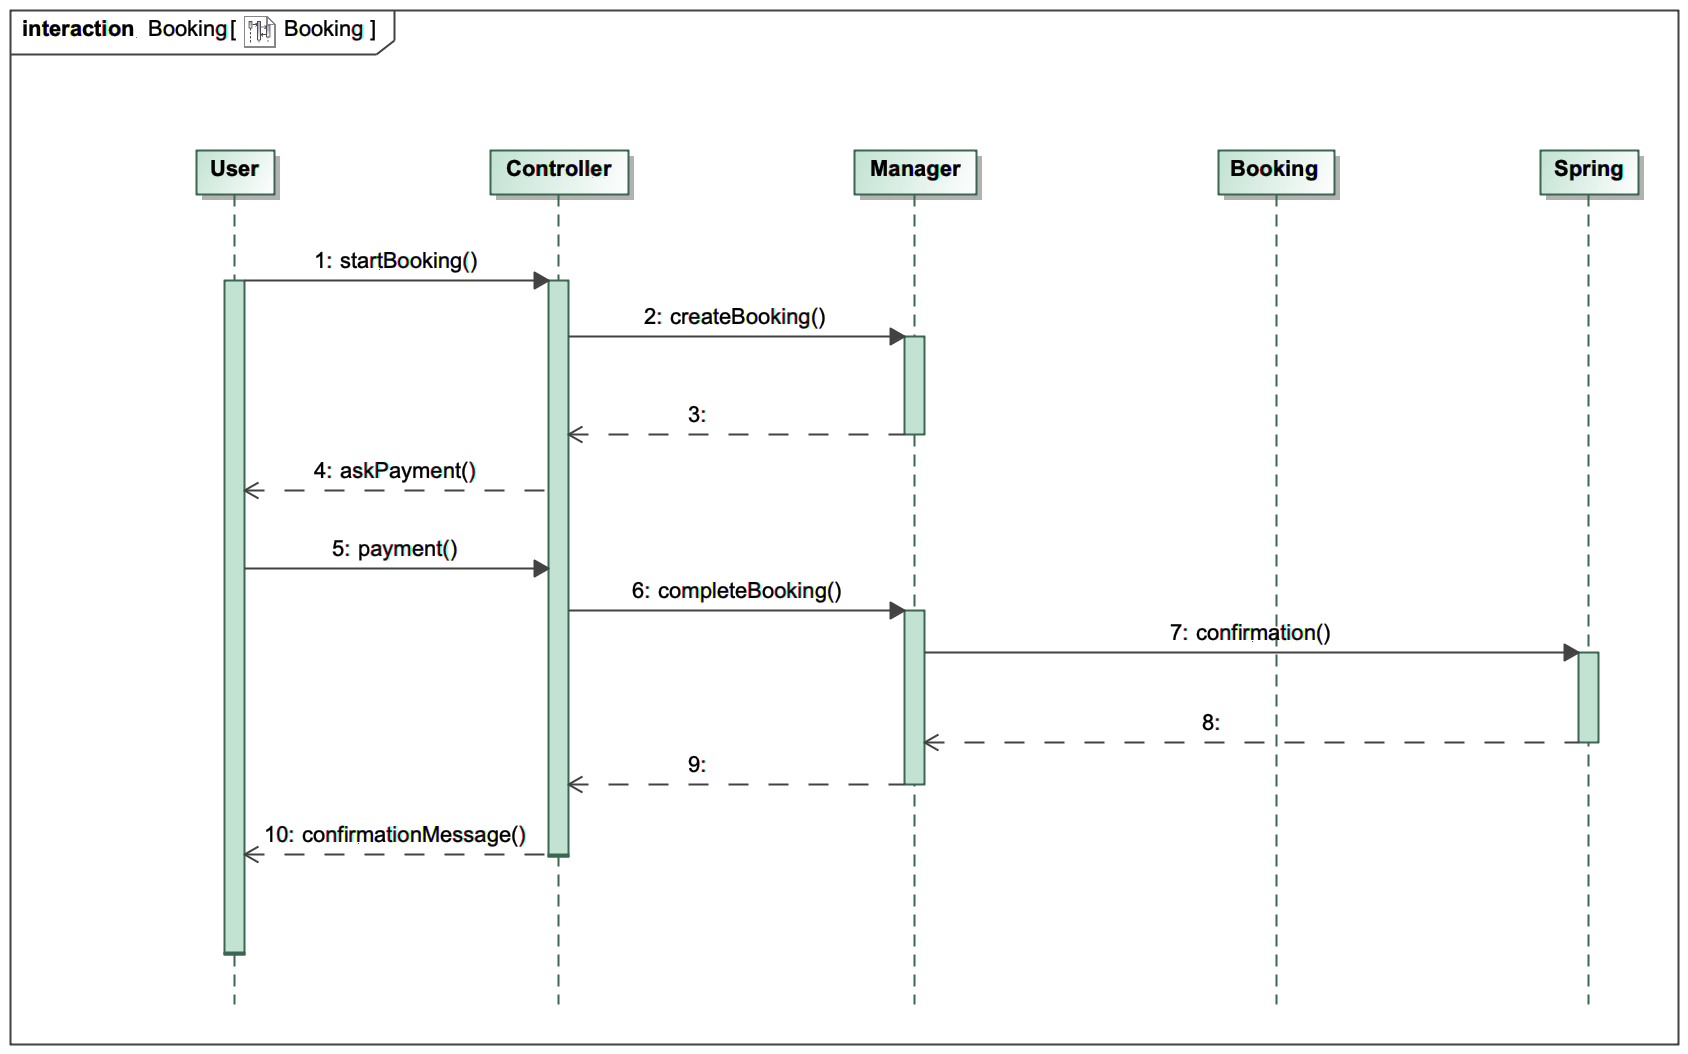 interaction Booking[ Booking ]
User
Controller
Manager
Booking
Spring
1: startBooking()
2: createBooking()
3:
4: askPayment()
5: payment()
6: completeBooking()
7: confirmation()
8:
9:
10: confirmationMessage()